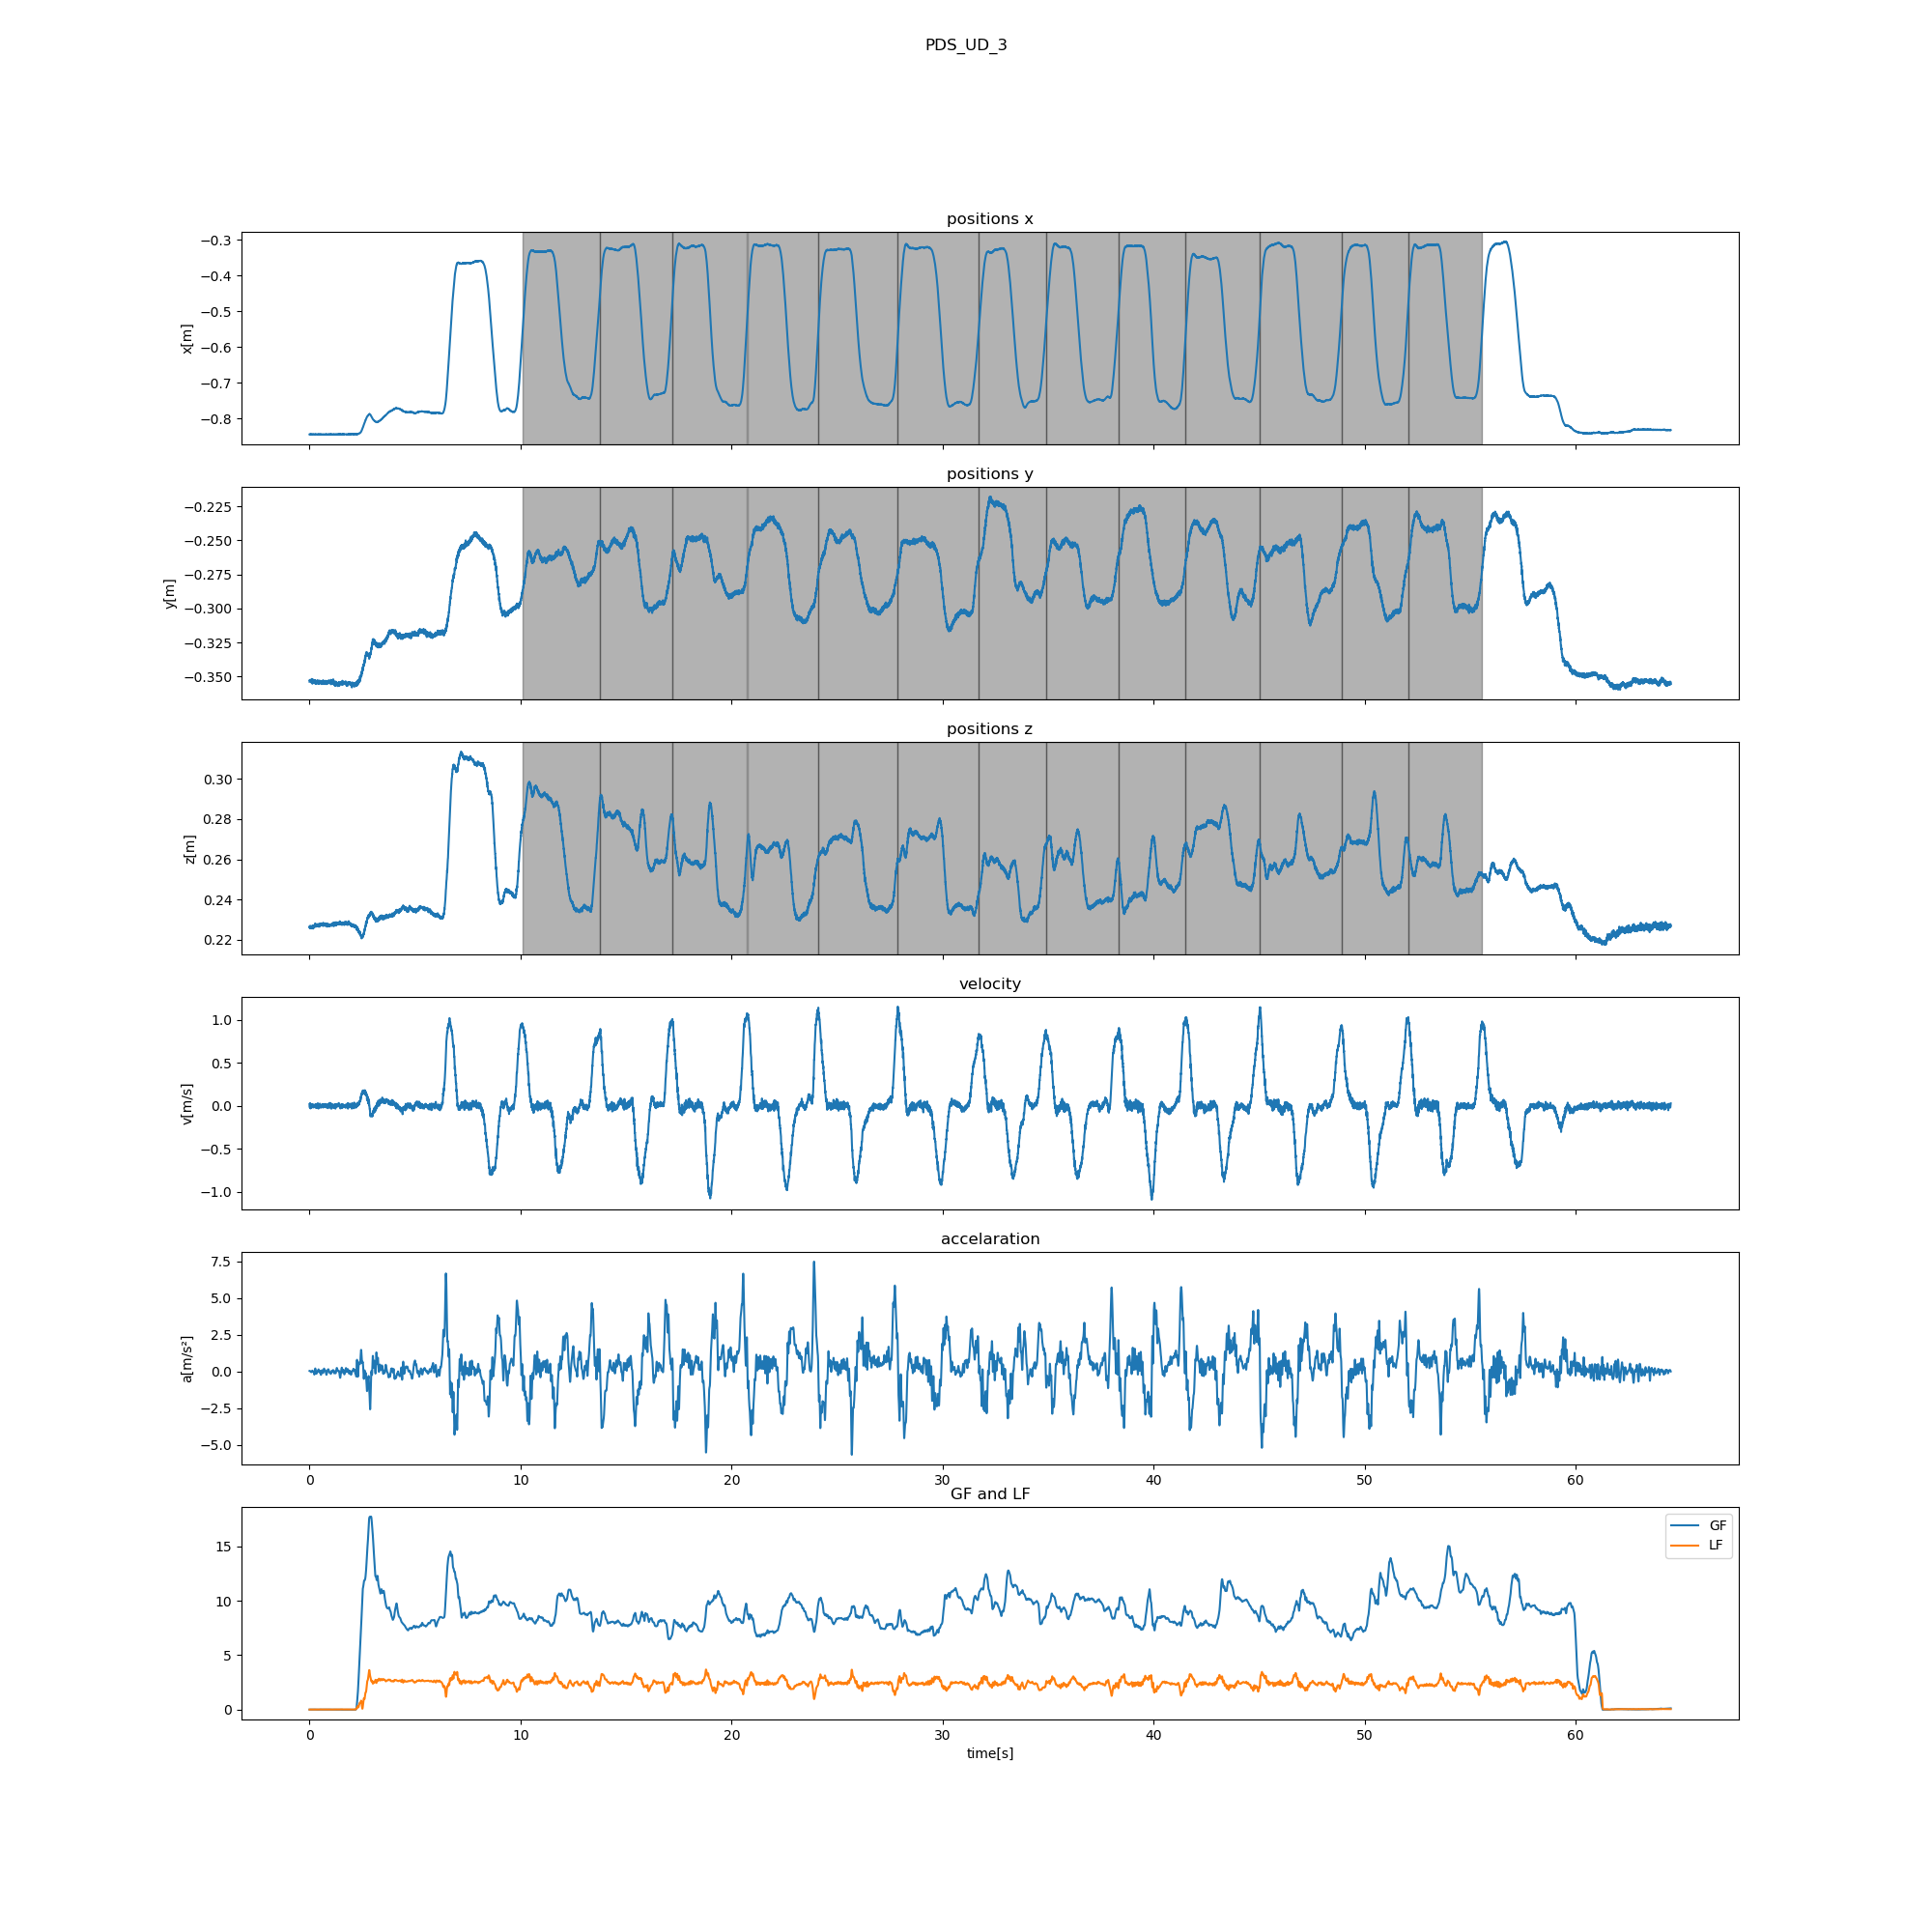 PDS_UD_3
positions x
−0.3
−0.4
−0.5
−0.6
−0.7
−0.8
x[m]
positions y
−0.225
−0.250
−0.275
−0.300
−0.325
−0.350
y[m]
positions z
0.30
0.28
0.26
0.24
0.22
z[m]
velocity
1.0
0.5
0.0
−0.5
−1.0
v[m/s]
accelaration
7.5
5.0
2.5
0.0
−2.5
−5.0
a[m/s²]
0 10 20 30 40 50 60
GF and LF
15
10
5
0
GF
LF
0 10 20 30 40 50 60
time[s]